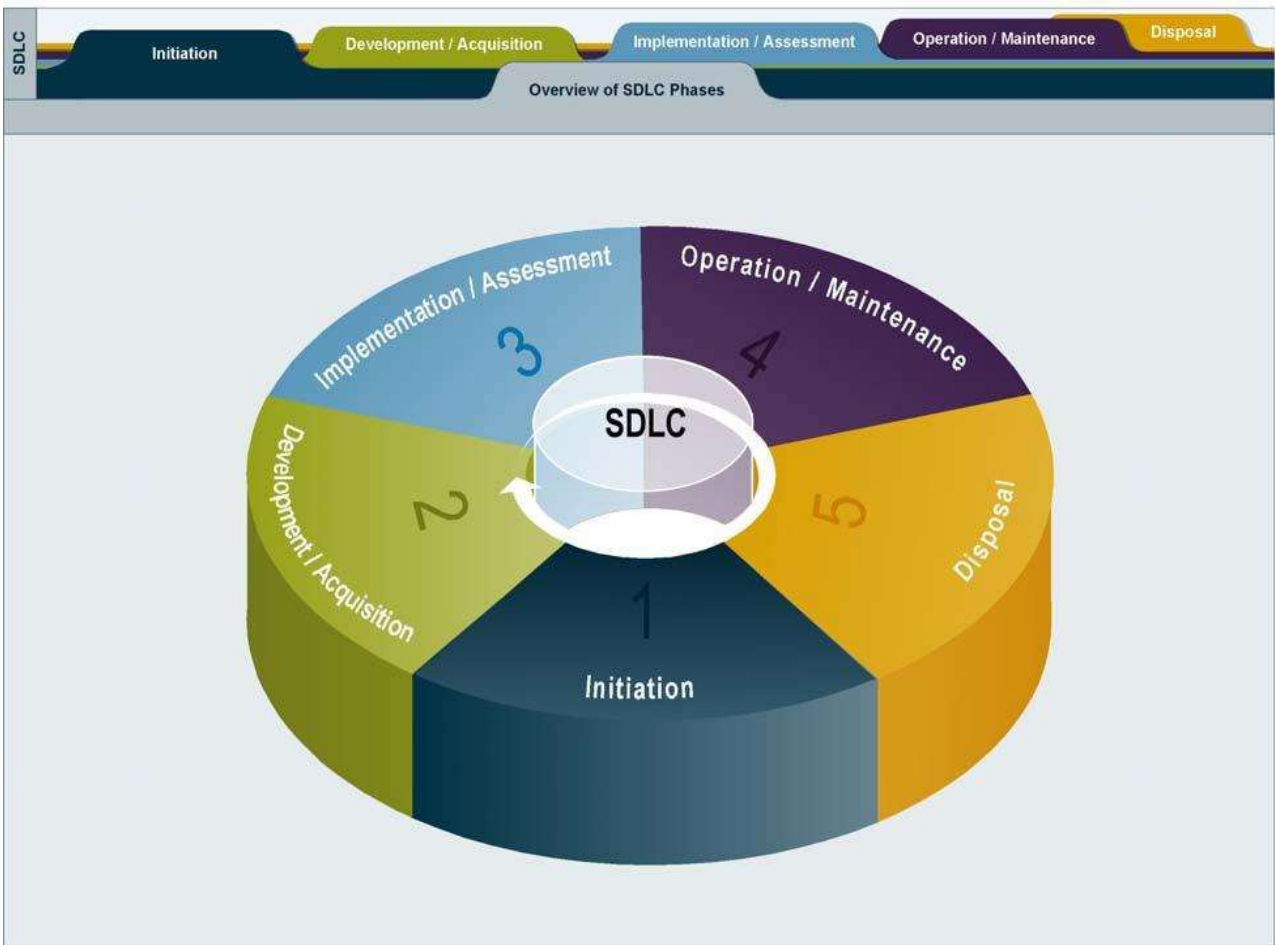 SDLC
Initiation
Development / Acquisition
Implementation / Assessment
Operation / Maintenance
Disposal
Overview of SDLC Phases
Implementation / Assessment
3
Operation / Maintenance
4
SDLC
Development / Acquisition
2
5
Disposal
1
Initiation